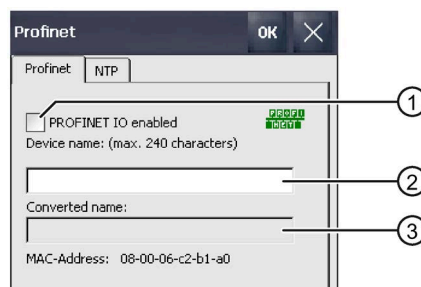 Profinet OK
Profinet NTP
1
PROFINET IO enabled
PROFI
NET
Device name: (max. 240 characters)
2
Converted name:
3
MAC-Address: 08-00-06-c2-b1-a0